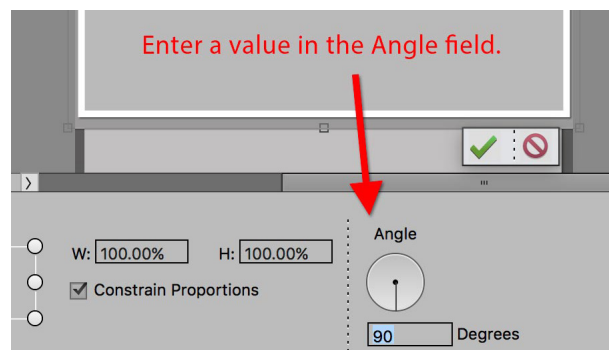 Enter a value in the Angle field.
Angle
W: 100.00% H: 100.00%
Constrain Proportions
90 Degrees